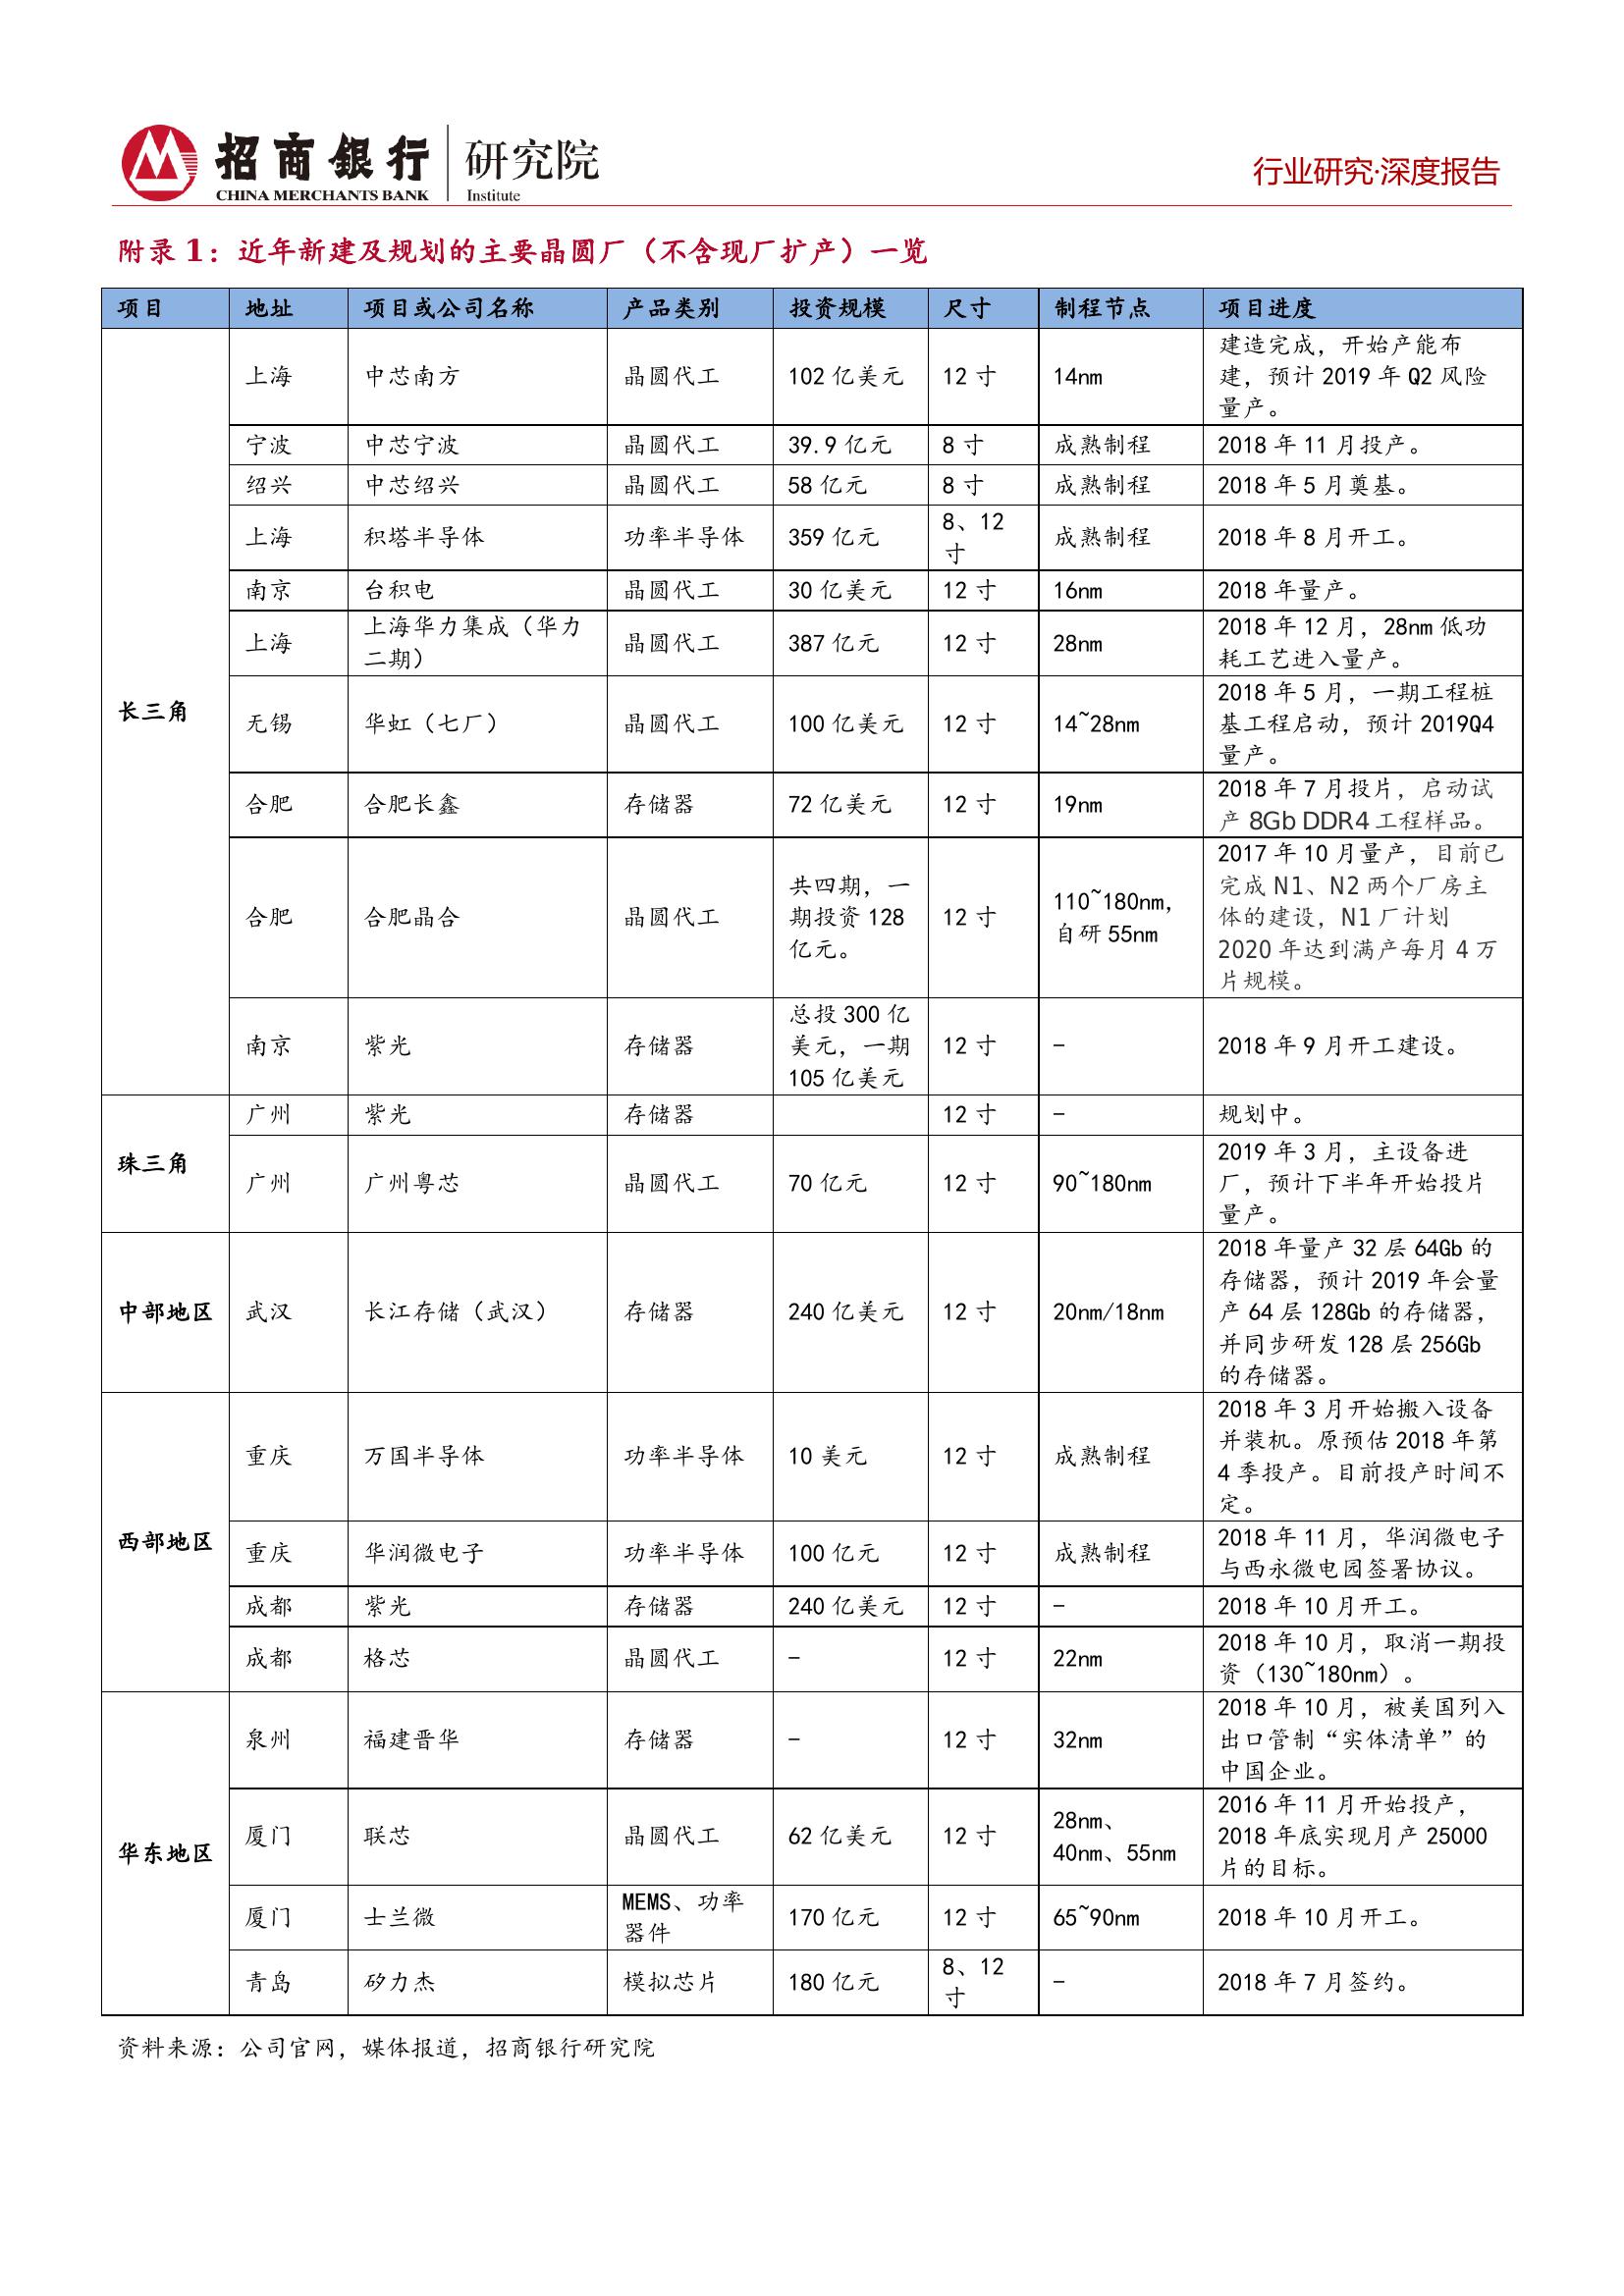 招商银行 研究院
CHINA MERCHANTS BANK Institute
行业研究·深度报告
附录 1：近年新建及规划的主要晶圆厂（不含现厂扩产）一览
项目 地址 项目或公司名称 产品类别 投资规模 尺寸 制程节点 项目进度
长三角
上海 中芯南方 晶圆代工 102 亿美元 12 寸 14nm
建造完成，开始产能布
建，预计 2019 年 Q2 风险
量产。
宁波 中芯宁波 晶圆代工 39.9 亿元 8 寸 成熟制程 2018 年 11 月投产。
绍兴 中芯绍兴 晶圆代工 58 亿元 8 寸 成熟制程 2018 年 5 月奠基。
上海 积塔半导体 功率半导体 359 亿元
8、12
寸
成熟制程 2018 年 8 月开工。
南京 台积电 晶圆代工 30 亿美元 12 寸 16nm 2018 年量产。
上海
上海华力集成（华力
二期）
晶圆代工 387 亿元 12 寸 28nm
2018 年 12 月，28nm 低功
耗工艺进入量产。
无锡 华虹（七厂） 晶圆代工 100 亿美元 12 寸 14~28nm
2018 年 5 月，一期工程桩
基工程启动，预计 2019Q4
量产。
合肥 合肥长鑫 存储器 72 亿美元 12 寸 19nm
2018 年 7 月投片，启动试
产 8Gb DDR4 工程样品。
合肥 合肥晶合 晶圆代工
共四期，一
期投资 128
亿元。
12 寸
110~180nm，
自研 55nm
2017 年 10 月量产，目前已
完成 N1、N2 两个厂房主
体的建设，N1 厂计划
2020 年达到满产每月 4 万
片规模。
南京 紫光 存储器
总投 300 亿
美元，一期
105 亿美元
12 寸 - 2018 年 9 月开工建设。
珠三角
广州 紫光 存储器 12 寸 - 规划中。
广州 广州粤芯 晶圆代工 70 亿元 12 寸 90~180nm
2019 年 3 月，主设备进
厂，预计下半年开始投片
量产。
中部地区 武汉 长江存储（武汉） 存储器 240 亿美元 12 寸 20nm/18nm
2018 年量产 32 层 64Gb 的
存储器，预计 2019 年会量
产 64 层 128Gb 的存储器，
并同步研发 128 层 256Gb
的存储器。
西部地区
重庆 万国半导体 功率半导体 10 美元 12 寸 成熟制程
2018 年 3 月开始搬入设备
并装机。原预估 2018 年第
4 季投产。目前投产时间不
定。
重庆 华润微电子 功率半导体 100 亿元 12 寸 成熟制程
2018 年 11 月，华润微电子
与西永微电园签署协议。
成都 紫光 存储器 240 亿美元 12 寸 - 2018 年 10 月开工。
成都 格芯 晶圆代工 - 12 寸 22nm
2018 年 10 月，取消一期投
资（130~180nm）。
华东地区
泉州 福建晋华 存储器 - 12 寸 32nm
2018 年 10 月，被美国列入
出口管制“实体清单”的
中国企业。
厦门 联芯 晶圆代工 62 亿美元 12 寸
28nm、
40nm、55nm
2016 年 11 月开始投产，
2018 年底实现月产 25000
片的目标。
厦门 士兰微
MEMS、功率
器件
170 亿元 12 寸 65~90nm 2018 年 10 月开工。
青岛 矽力杰 模拟芯片 180 亿元
8、12
寸
- 2018 年 7 月签约。
资料来源：公司官网，媒体报道，招商银行研究院